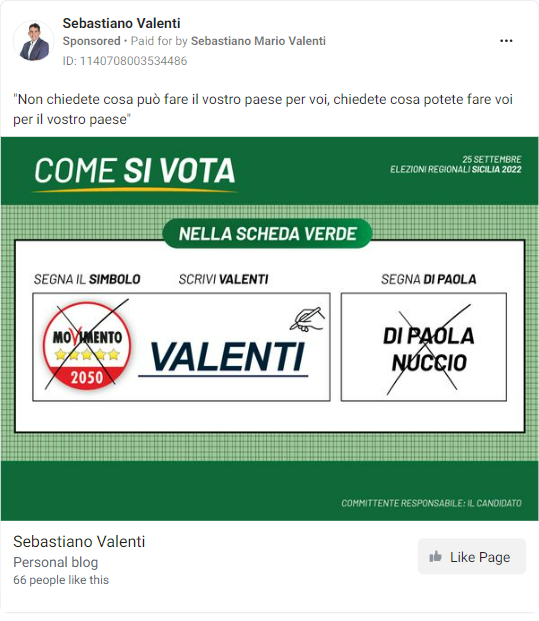 Sebastiano Valenti
Sponsored • Paid for by Sebastiano Mario Valenti
ID: 1140708003534486
"Non chiedete cosa può fare il vostro paese per voi, chiedete cosa potete fare voi
per il vostro paese"
COME SI VOTA
25 SETTEMBRE
ELEZIONI REGIONALI SICILIA 2022
NELLA SCHEDA VERDE
SEGNA IL SIMBOLO
SCRIVI VALENTI
MOVIMENTO
2050
VALENTI
SEGNA DI PAOLA
DI PAOLA
NUCCIO
COMMITTENTE RESPONSABILE: IL CANDIDATO
Sebastiano Valenti
Personal blog
66 people like this
Like Page